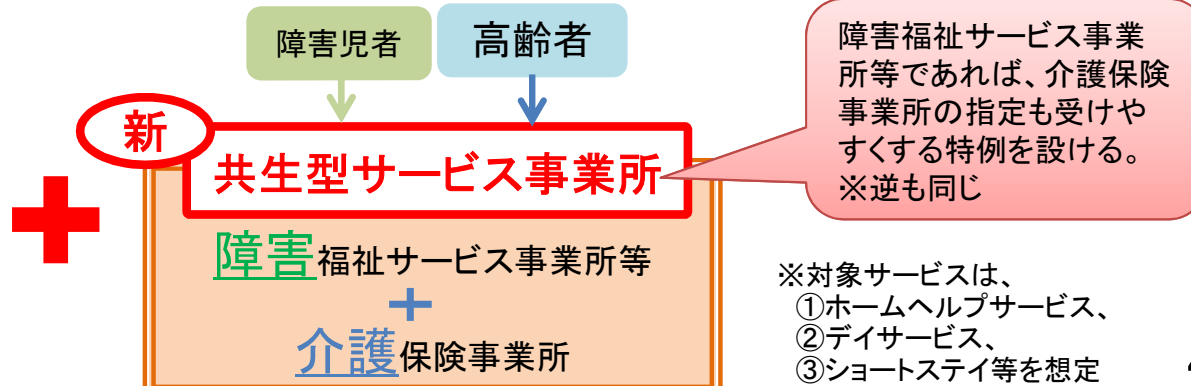 障害児者
高齢者
新
共生型サービス事業所
障害福祉サービス事業所等
+
介護保険事業所
障害福祉サービス事業
所等であれば、介護保険
事業所の指定も受けや
すくする特例を設ける。
※逆も同じ
※対象サービスは、
①ホームヘルプサービス、
②デイサービス、
③ショートステイ等を想定